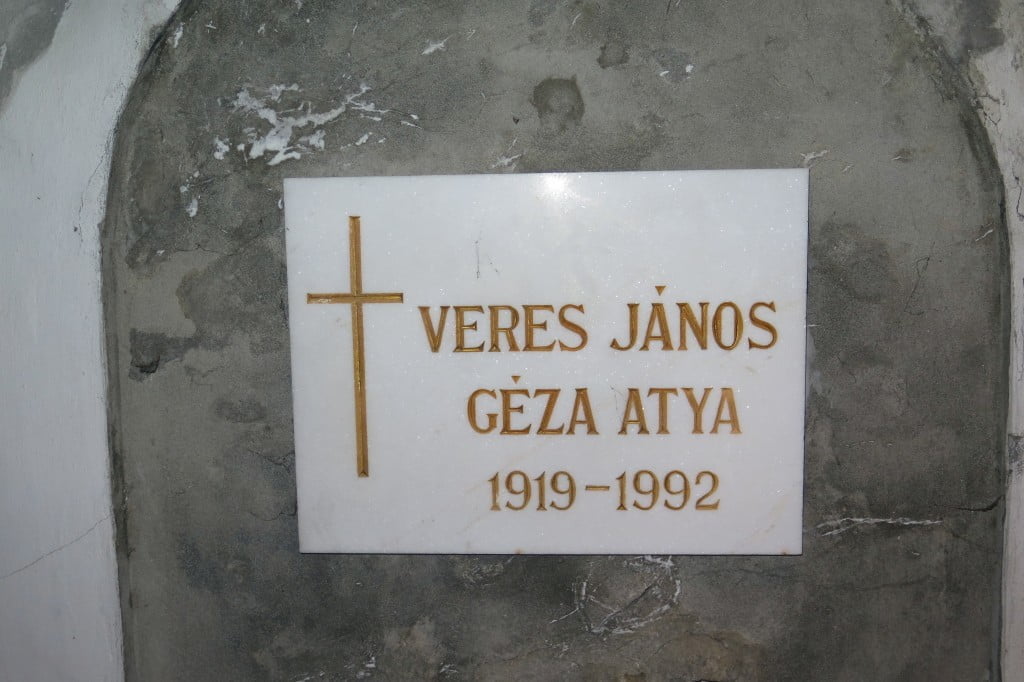 VERES JÁNOS
GÉZA ATYA
1919-1992